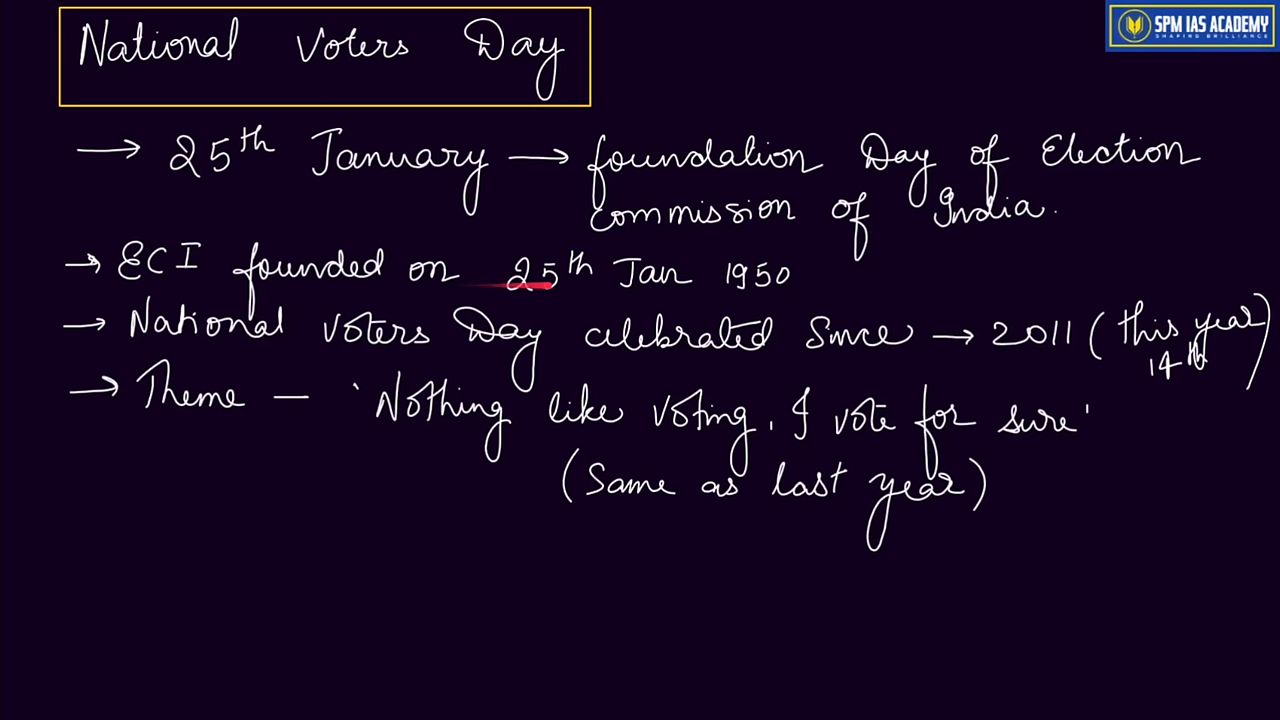 SPM IAS ACADEMY
SHAPING BRILLIANCE
National Voters Day
→ 25th January → foundation Day of Election
Commission of India.
→ ECI founded on 25th Jan 1950
→ National Voters Day celebrated Since → 2011 (this year)
14th
→ Theme — 'Nothing like Voting, I vote for sure'
(Same as last year)